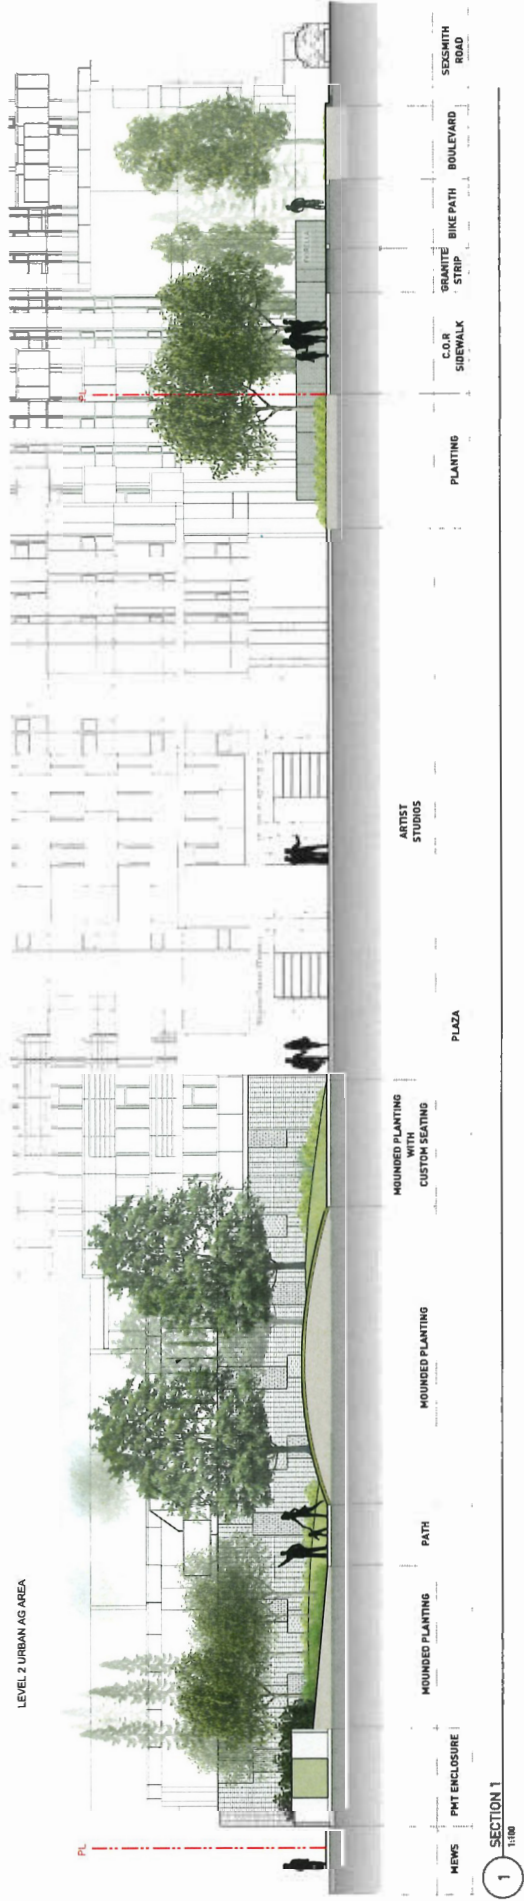 LEVEL 2 URBAN AG AREA
PL
PL
MEWS
PMT ENCLOSURE
MOUNDED PLANTING
PATH
MOUNDED PLANTING
MOUNDED PLANTING
WITH
CUSTOM SEATING
PLAZA
ARTIST
STUDIOS
PLANTING
C.O.R
SIDEWALK
GRANITE
STRIP
BIKE PATH
BOULEVARD
SEXSMITH
ROAD
1
SECTION 1
1:100